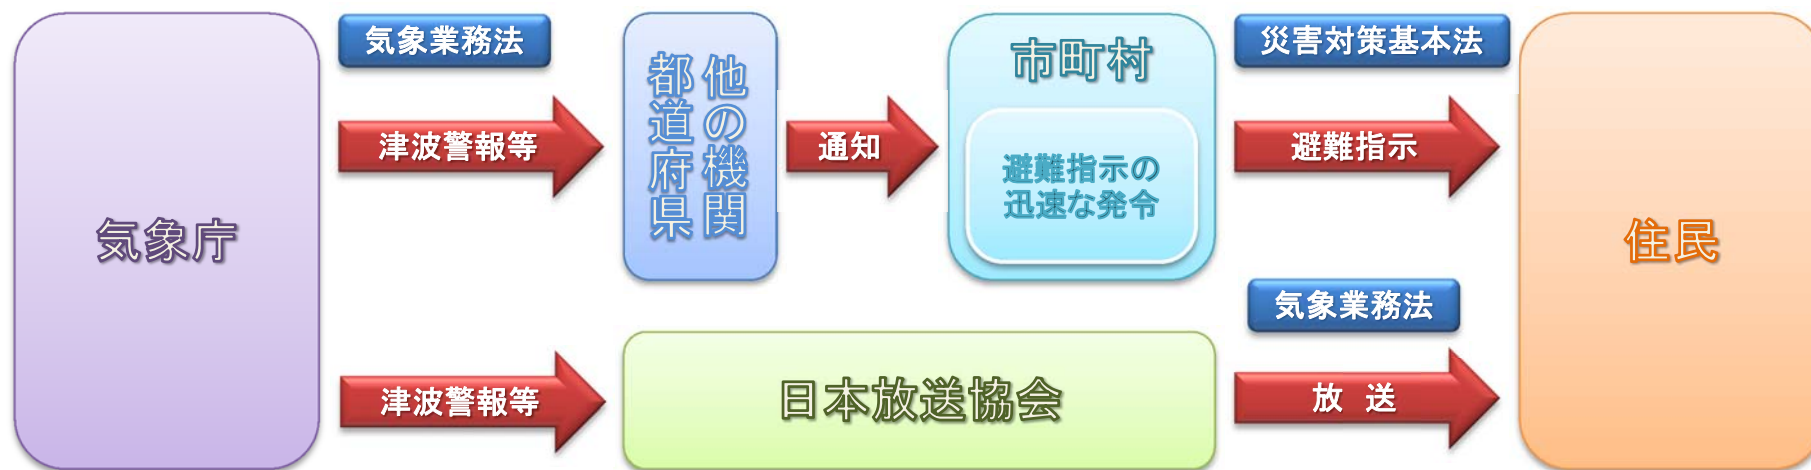 気象庁
気象業務法
津波警報等
都道府県
他の機関
通知
市町村
避難指示の
迅速な発令
災害対策基本法
避難指示
住民
津波警報等
日本放送協会
気象業務法
放 送